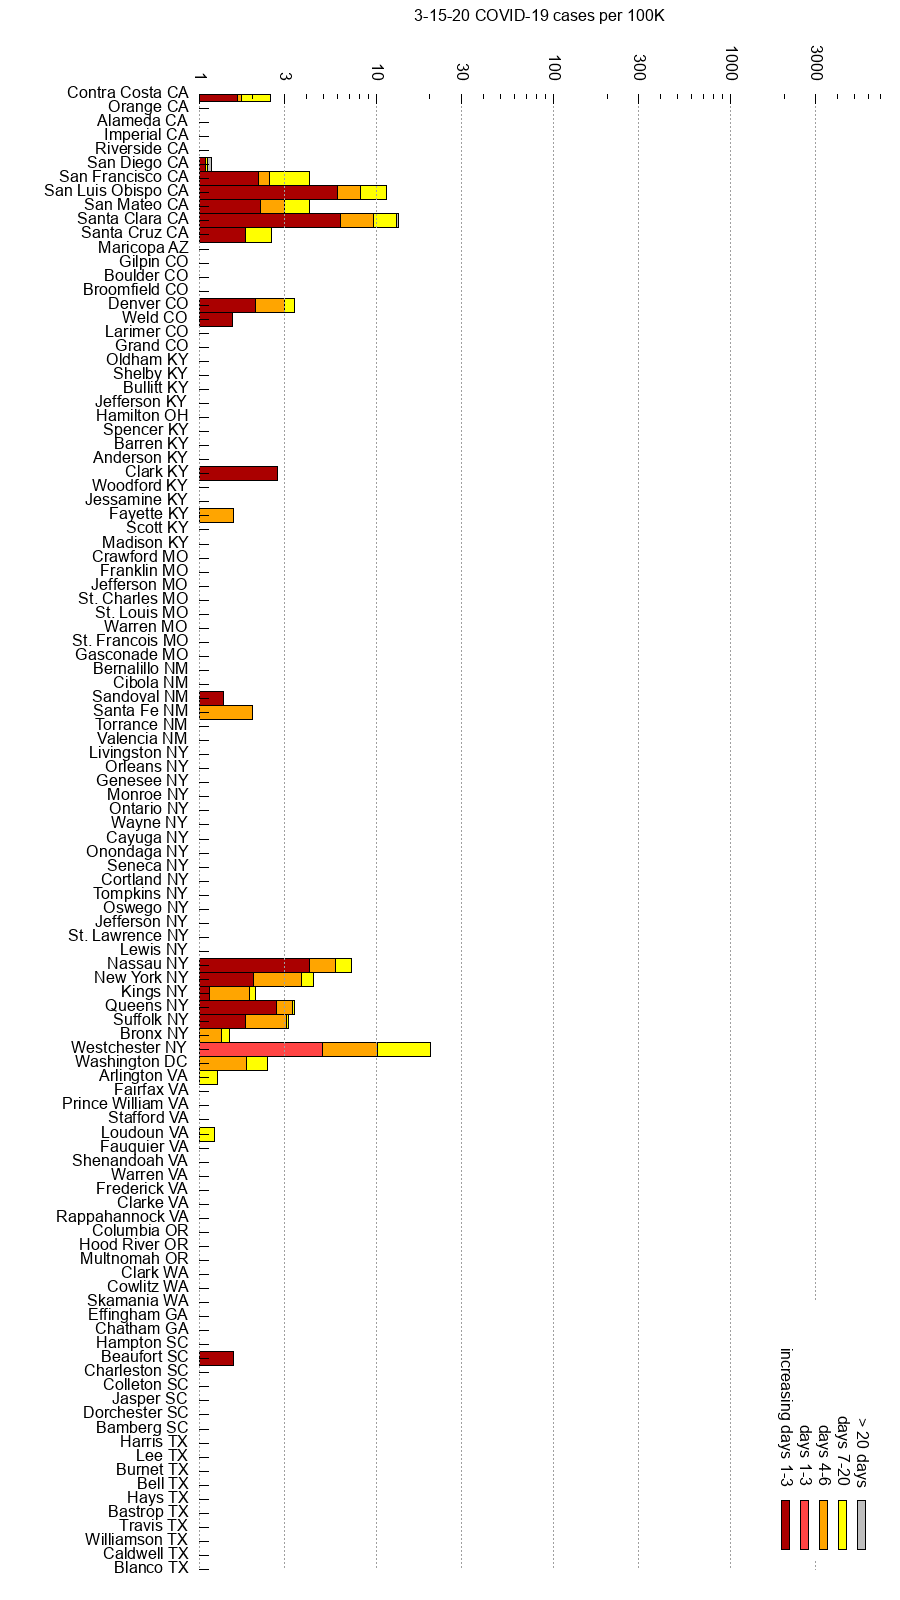 3-15-20 COVID-19 cases per 100K
1
3
10
30
100
300
1000
3000
Contra Costa CA
Orange CA
Alameda CA
Imperial CA
Riverside CA
San Diego CA
San Francisco CA
San Luis Obispo CA
San Mateo CA
Santa Clara CA
Santa Cruz CA
Maricopa AZ
Gilpin CO
Boulder CO
Broomfield CO
Denver CO
Weld CO
Larimer CO
Grand CO
Oldham KY
Shelby KY
Bullitt KY
Jefferson KY
Hamilton OH
Spencer KY
Barren KY
Anderson KY
Clark KY
Woodford KY
Jessamine KY
Fayette KY
Scott KY
Madison KY
Crawford MO
Franklin MO
Jefferson MO
St. Charles MO
St. Louis MO
Warren MO
St. Francois MO
Gasconade MO
Bernalillo NM
Cibola NM
Sandoval NM
Santa Fe NM
Torrance NM
Valencia NM
Livingston NY
Orleans NY
Genesee NY
Monroe NY
Ontario NY
Wayne NY
Cayuga NY
Onondaga NY
Seneca NY
Cortland NY
Tompkins NY
Oswego NY
Jefferson NY
St. Lawrence NY
Lewis NY
Nassau NY
New York NY
Kings NY
Queens NY
Suffolk NY
Bronx NY
Westchester NY
Washington DC
Arlington VA
Fairfax VA
Prince William VA
Stafford VA
Loudoun VA
Fauquier VA
Shenandoah VA
Warren VA
Frederick VA
Clarke VA
Rappahannock VA
Columbia OR
Hood River OR
Multnomah OR
Clark WA
Cowlitz WA
Skamania WA
Effingham GA
Chatham GA
Hampton SC
Beaufort SC
Charleston SC
Colleton SC
Jasper SC
Dorchester SC
Bamberg SC
Harris TX
Lee TX
Burnet TX
Bell TX
Hays TX
Bastrop TX
Travis TX
Williamson TX
Caldwell TX
Blanco TX
> 20 days
days 7-20
days 4-6
days 1-3
increasing days 1-3